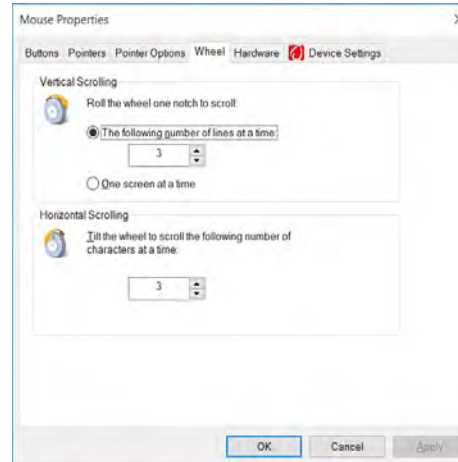 Mouse Properties
Buttons Pointers Pointer Options Wheel Hardware Device Settings
Vertical Scrolling
Roll the wheel one notch to scroll:
The following number of lines at a time:
3
One screen at a time
Horizontal Scrolling
Tilt the wheel to scroll the following number of
characters at a time:
3
OK Cancel Apply